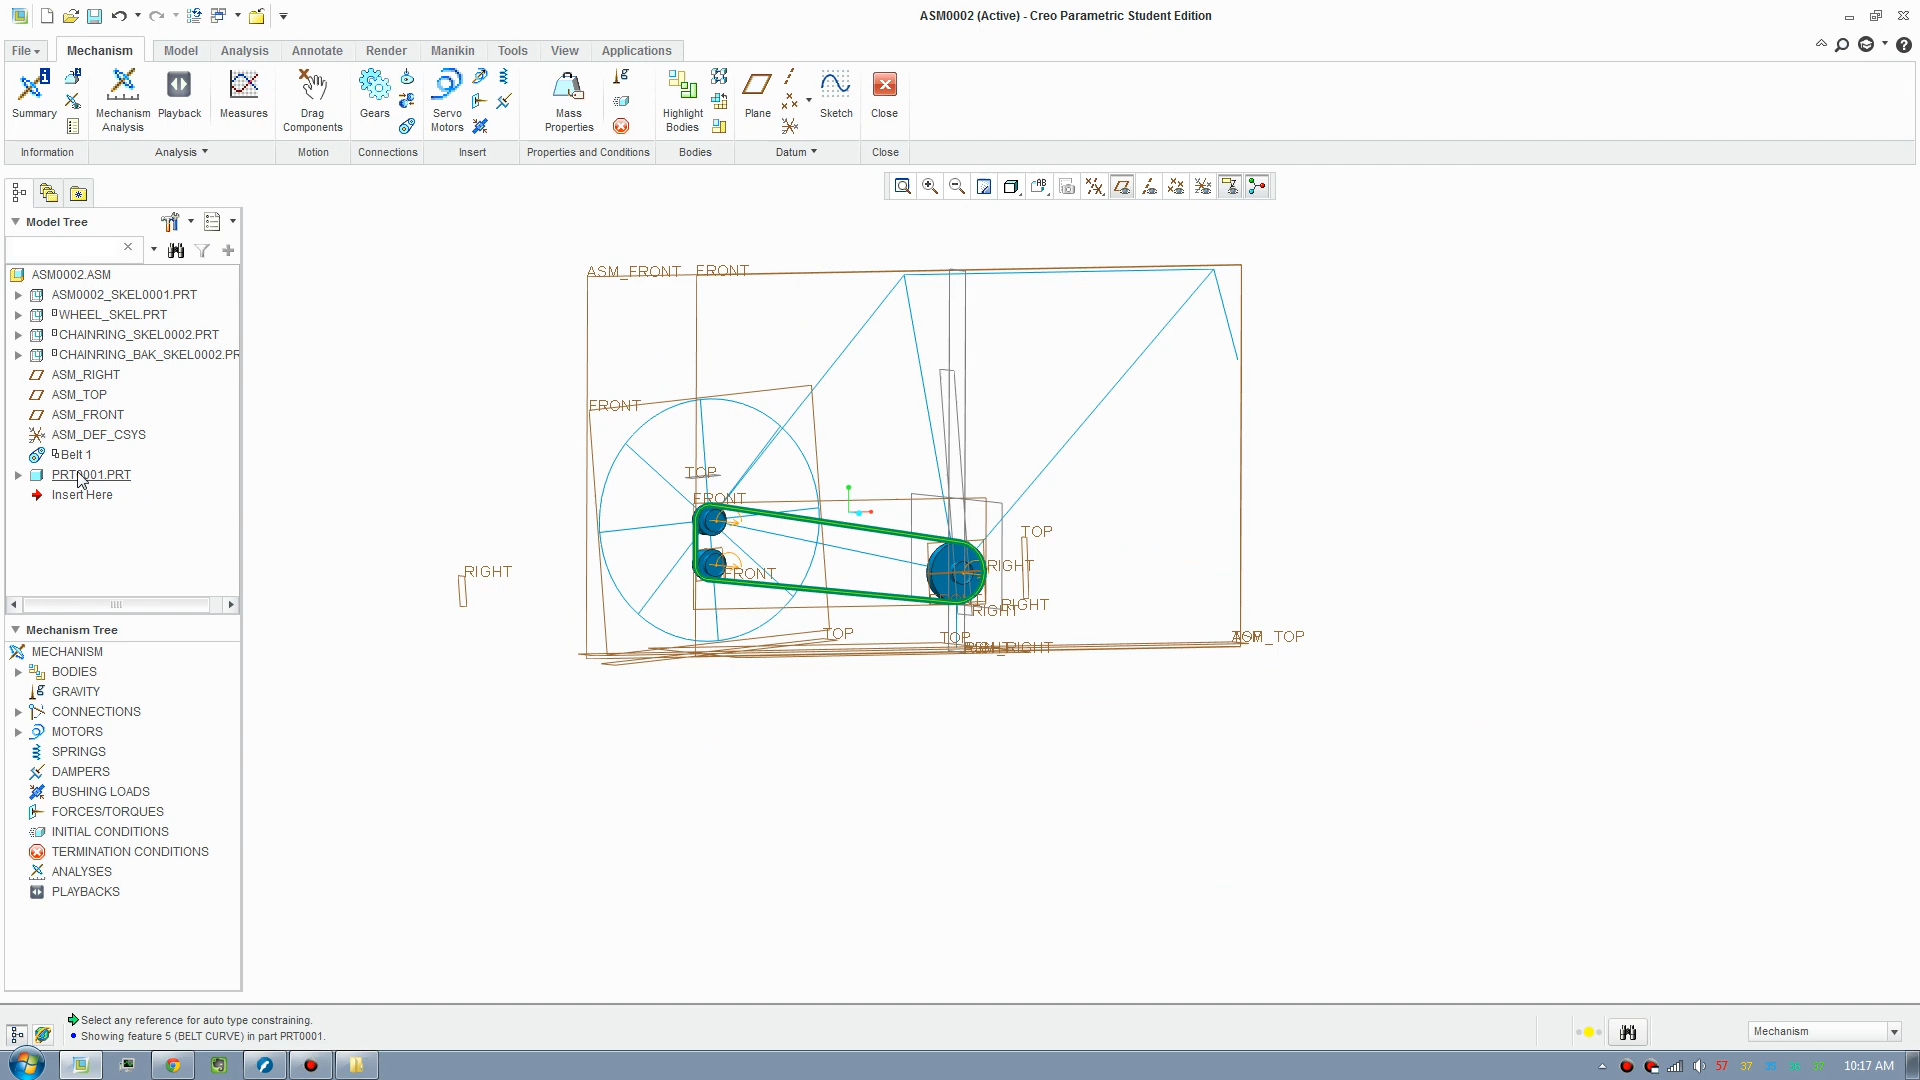 ASM0002 (Active) - Creo Parametric Student Edition
File Mechanism Model Analysis Annotate Render Manikin Tools View Applications
Summary Mechanism Analysis Playback Measures Drag Components Gears Servo Motors Mass Properties Highlight Bodies Plane Sketch Close
Information Analysis Motion Connections Insert Properties and Conditions Bodies Datum Close
Model Tree
ASM0002.ASM
ASM0002_SKEL0001.PRT
WHEEL_SKEL.PRT
CHAINRING_SKEL0002.PRT
CHAINRING_BAK_SKEL0002.PR
ASM_RIGHT
ASM_TOP
ASM_FRONT
ASM_DEF_CSYS
Belt 1
PRT0001.PRT
Insert Here
Mechanism Tree
MECHANISM
BODIES
GRAVITY
CONNECTIONS
MOTORS
SPRINGS
DAMPERS
BUSHING LOADS
FORCES/TORQUES
INITIAL CONDITIONS
TERMINATION CONDITIONS
ANALYSES
PLAYBACKS
ASM_FRONT FRONT
FRONT
TOP
FRONT
TOP
RIGHT
FRONT
RIGHT
RIGHT
RIGHT
TOP
TOP
ASM_TOP
Select any reference for auto type constraining.
Showing feature 5 (BELT CURVE) in part PRT0001.
Mechanism
57 37
10:17 AM